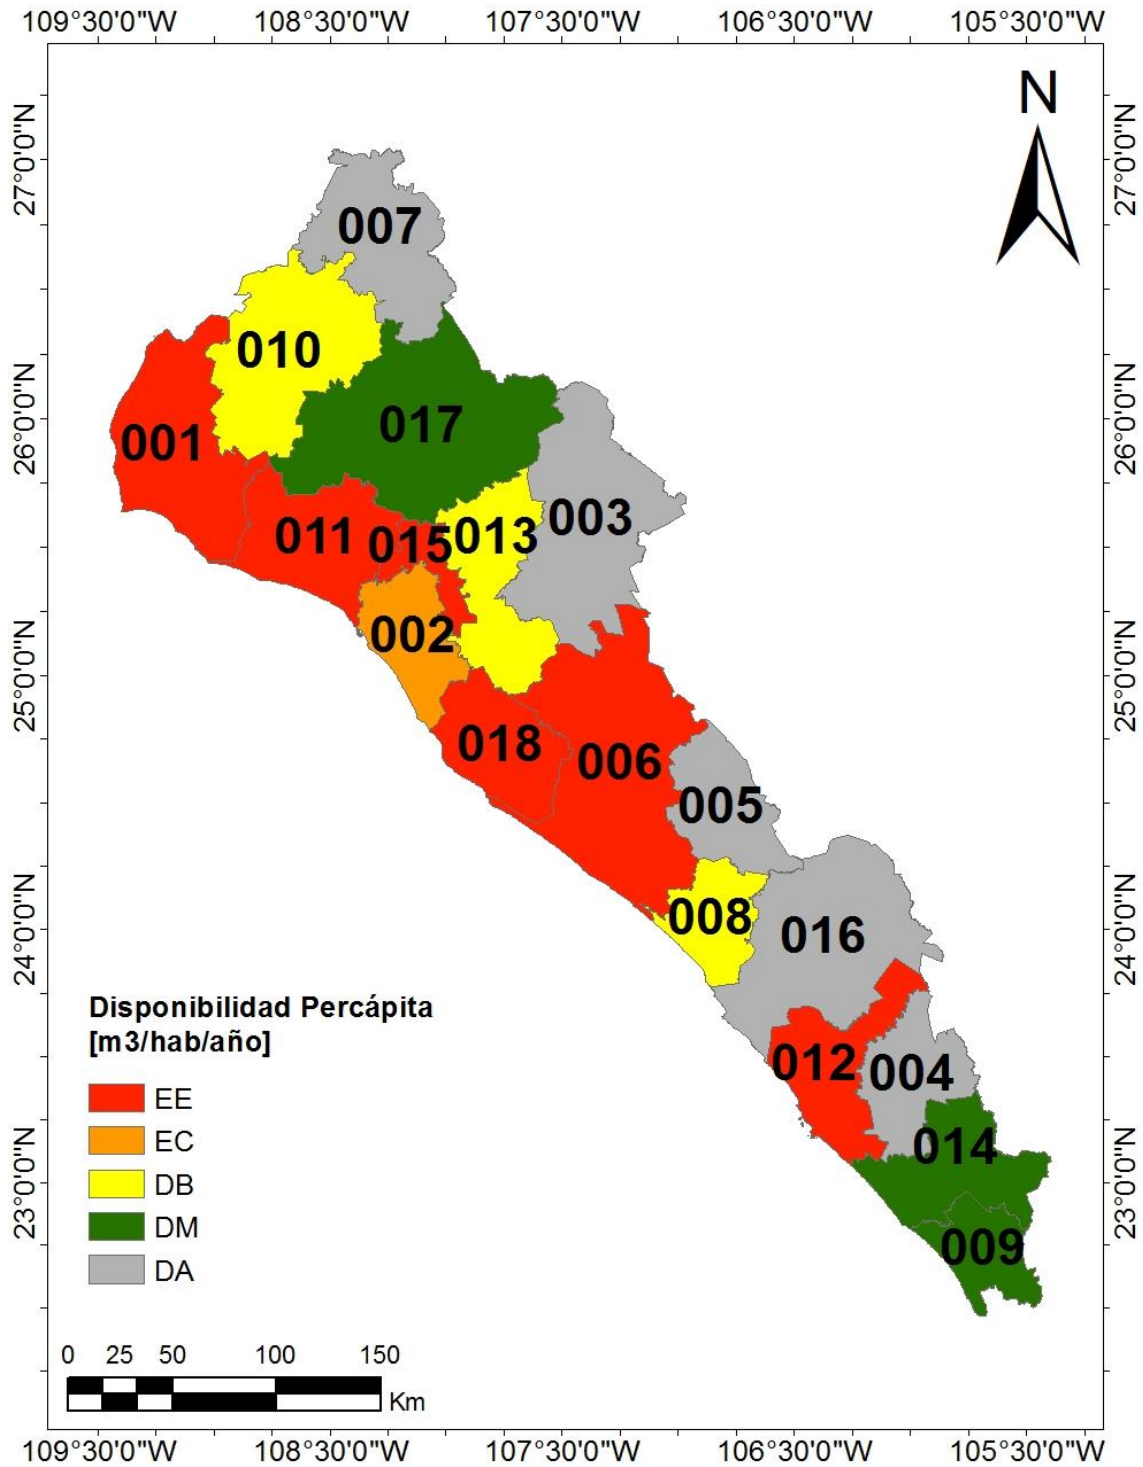 109°30'0"W 108°30'0"W 107°30'0"W 106°30'0"W 105°30'0"W
N
27°0'0"N
27°0'0"N
007
010
26°0'0"N
26°0'0"N
017
001
003
011
015
013
002
25°0'0"N
25°0'0"N
018
006
005
24°0'0"N
24°0'0"N
008
016
Disponibilidad Percápita
[m3/hab/año]
012
004
EE
EC
014
23°0'0"N
23°0'0"N
DB
DM
009
DA
0 25 50 100 150
Km
109°30'0"W 108°30'0"W 107°30'0"W 106°30'0"W 105°30'0"W